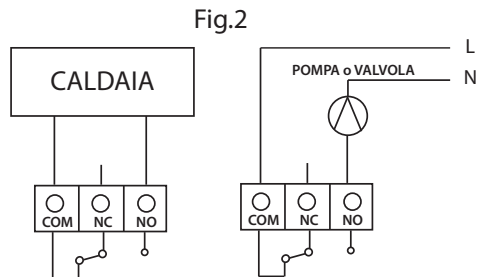 Fig.2
CALDAIA
COM NC NO
L
POMPA o VALVOLA
N
COM NC NO